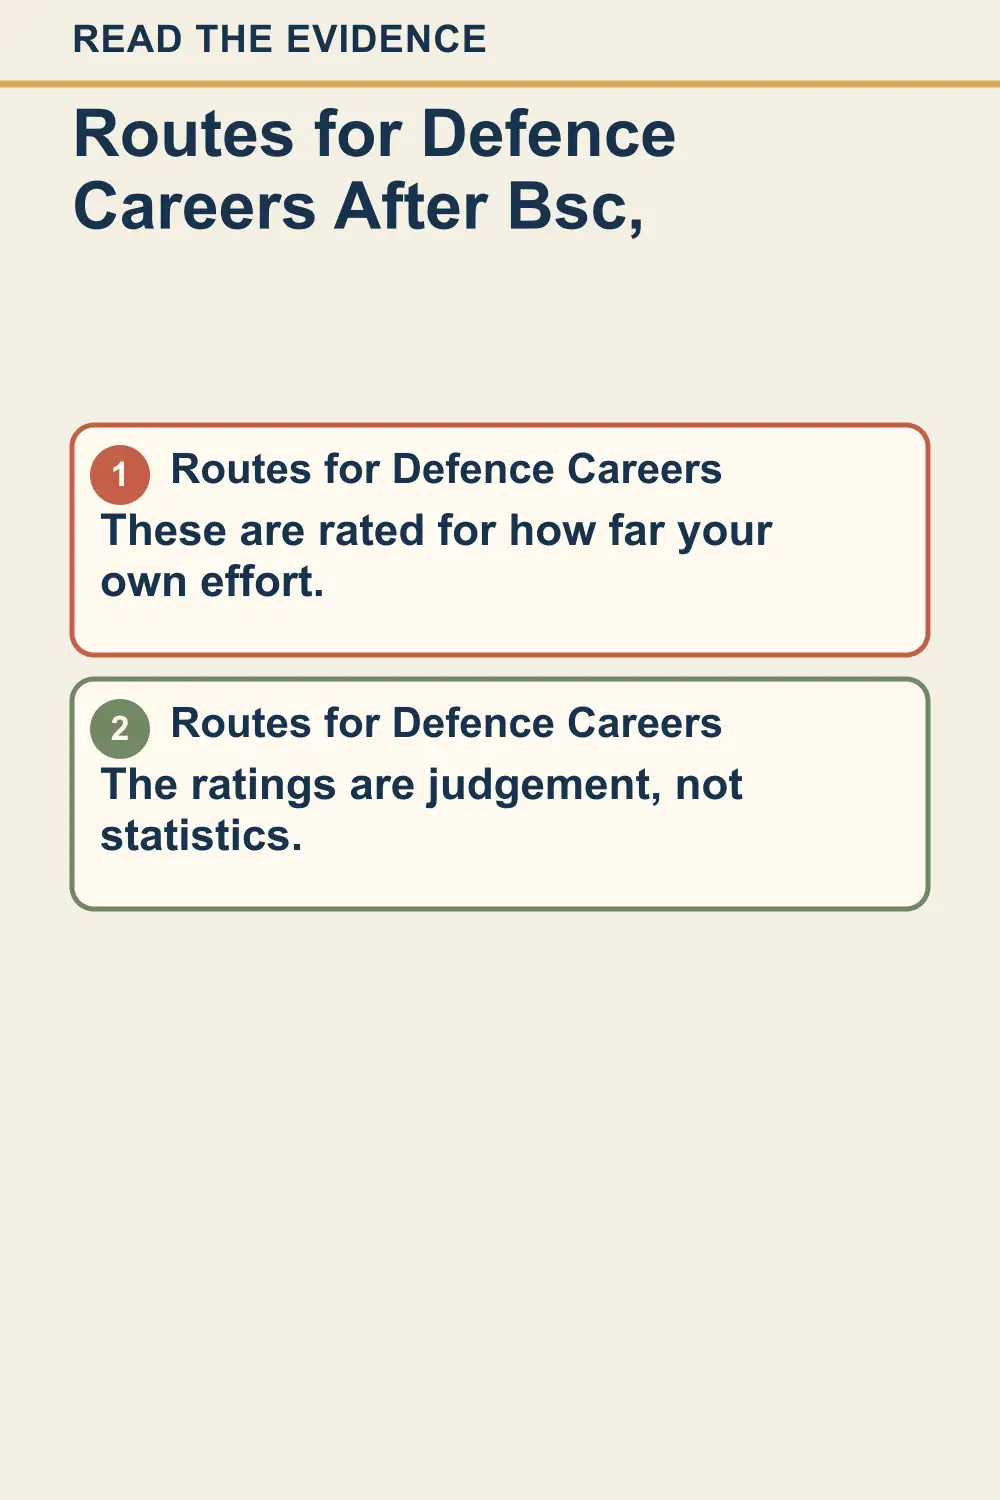 READ THE EVIDENCE
Routes for Defence
Careers After Bsc,
1 Routes for Defence Careers
These are rated for how far your
own effort.
2 Routes for Defence Careers
The ratings are judgement, not
statistics.